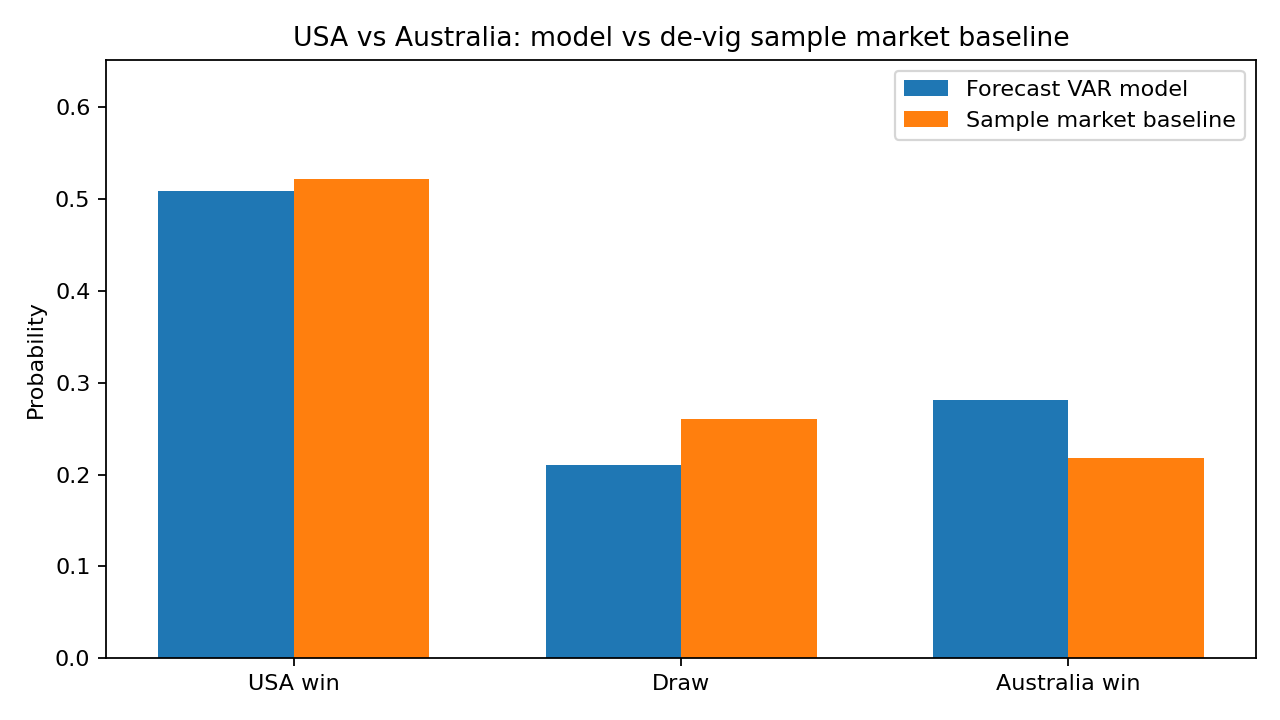 USA vs Australia: model vs de-vig sample market baseline
Forecast VAR model
Sample market baseline
Probability
0.6
0.5
0.4
0.3
0.2
0.1
0.0
USA win
Draw
Australia win